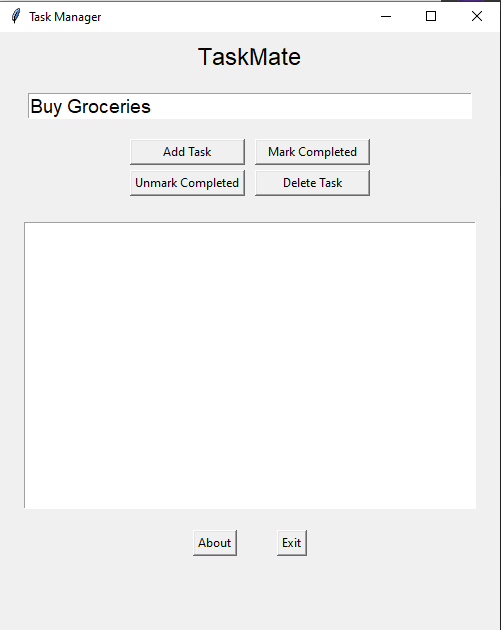 Task Manager
TaskMate
Buy Groceries
Add Task Mark Completed
Unmark Completed Delete Task
About Exit